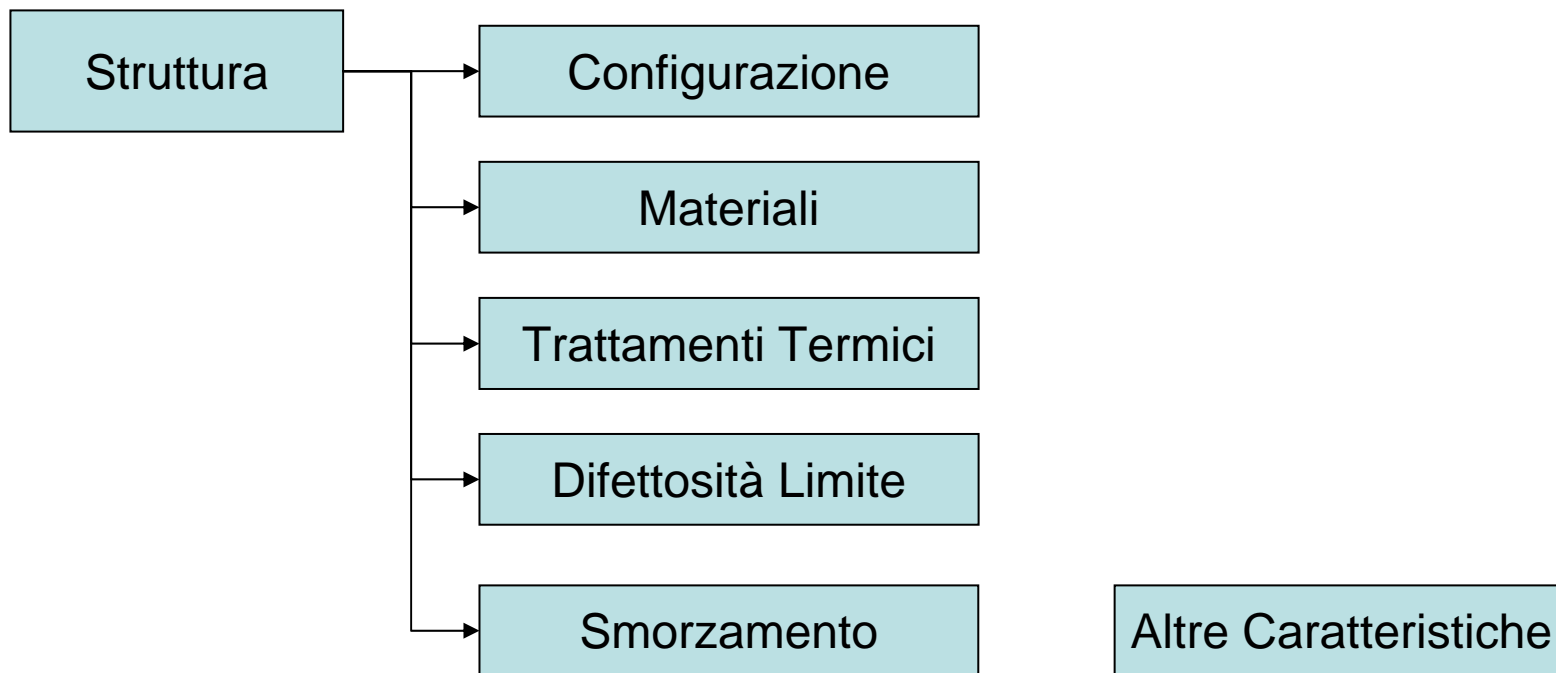 Struttura
Configurazione
Materiali
Trattamenti Termici
Difettosità Limite
Smorzamento
Altre Caratteristiche